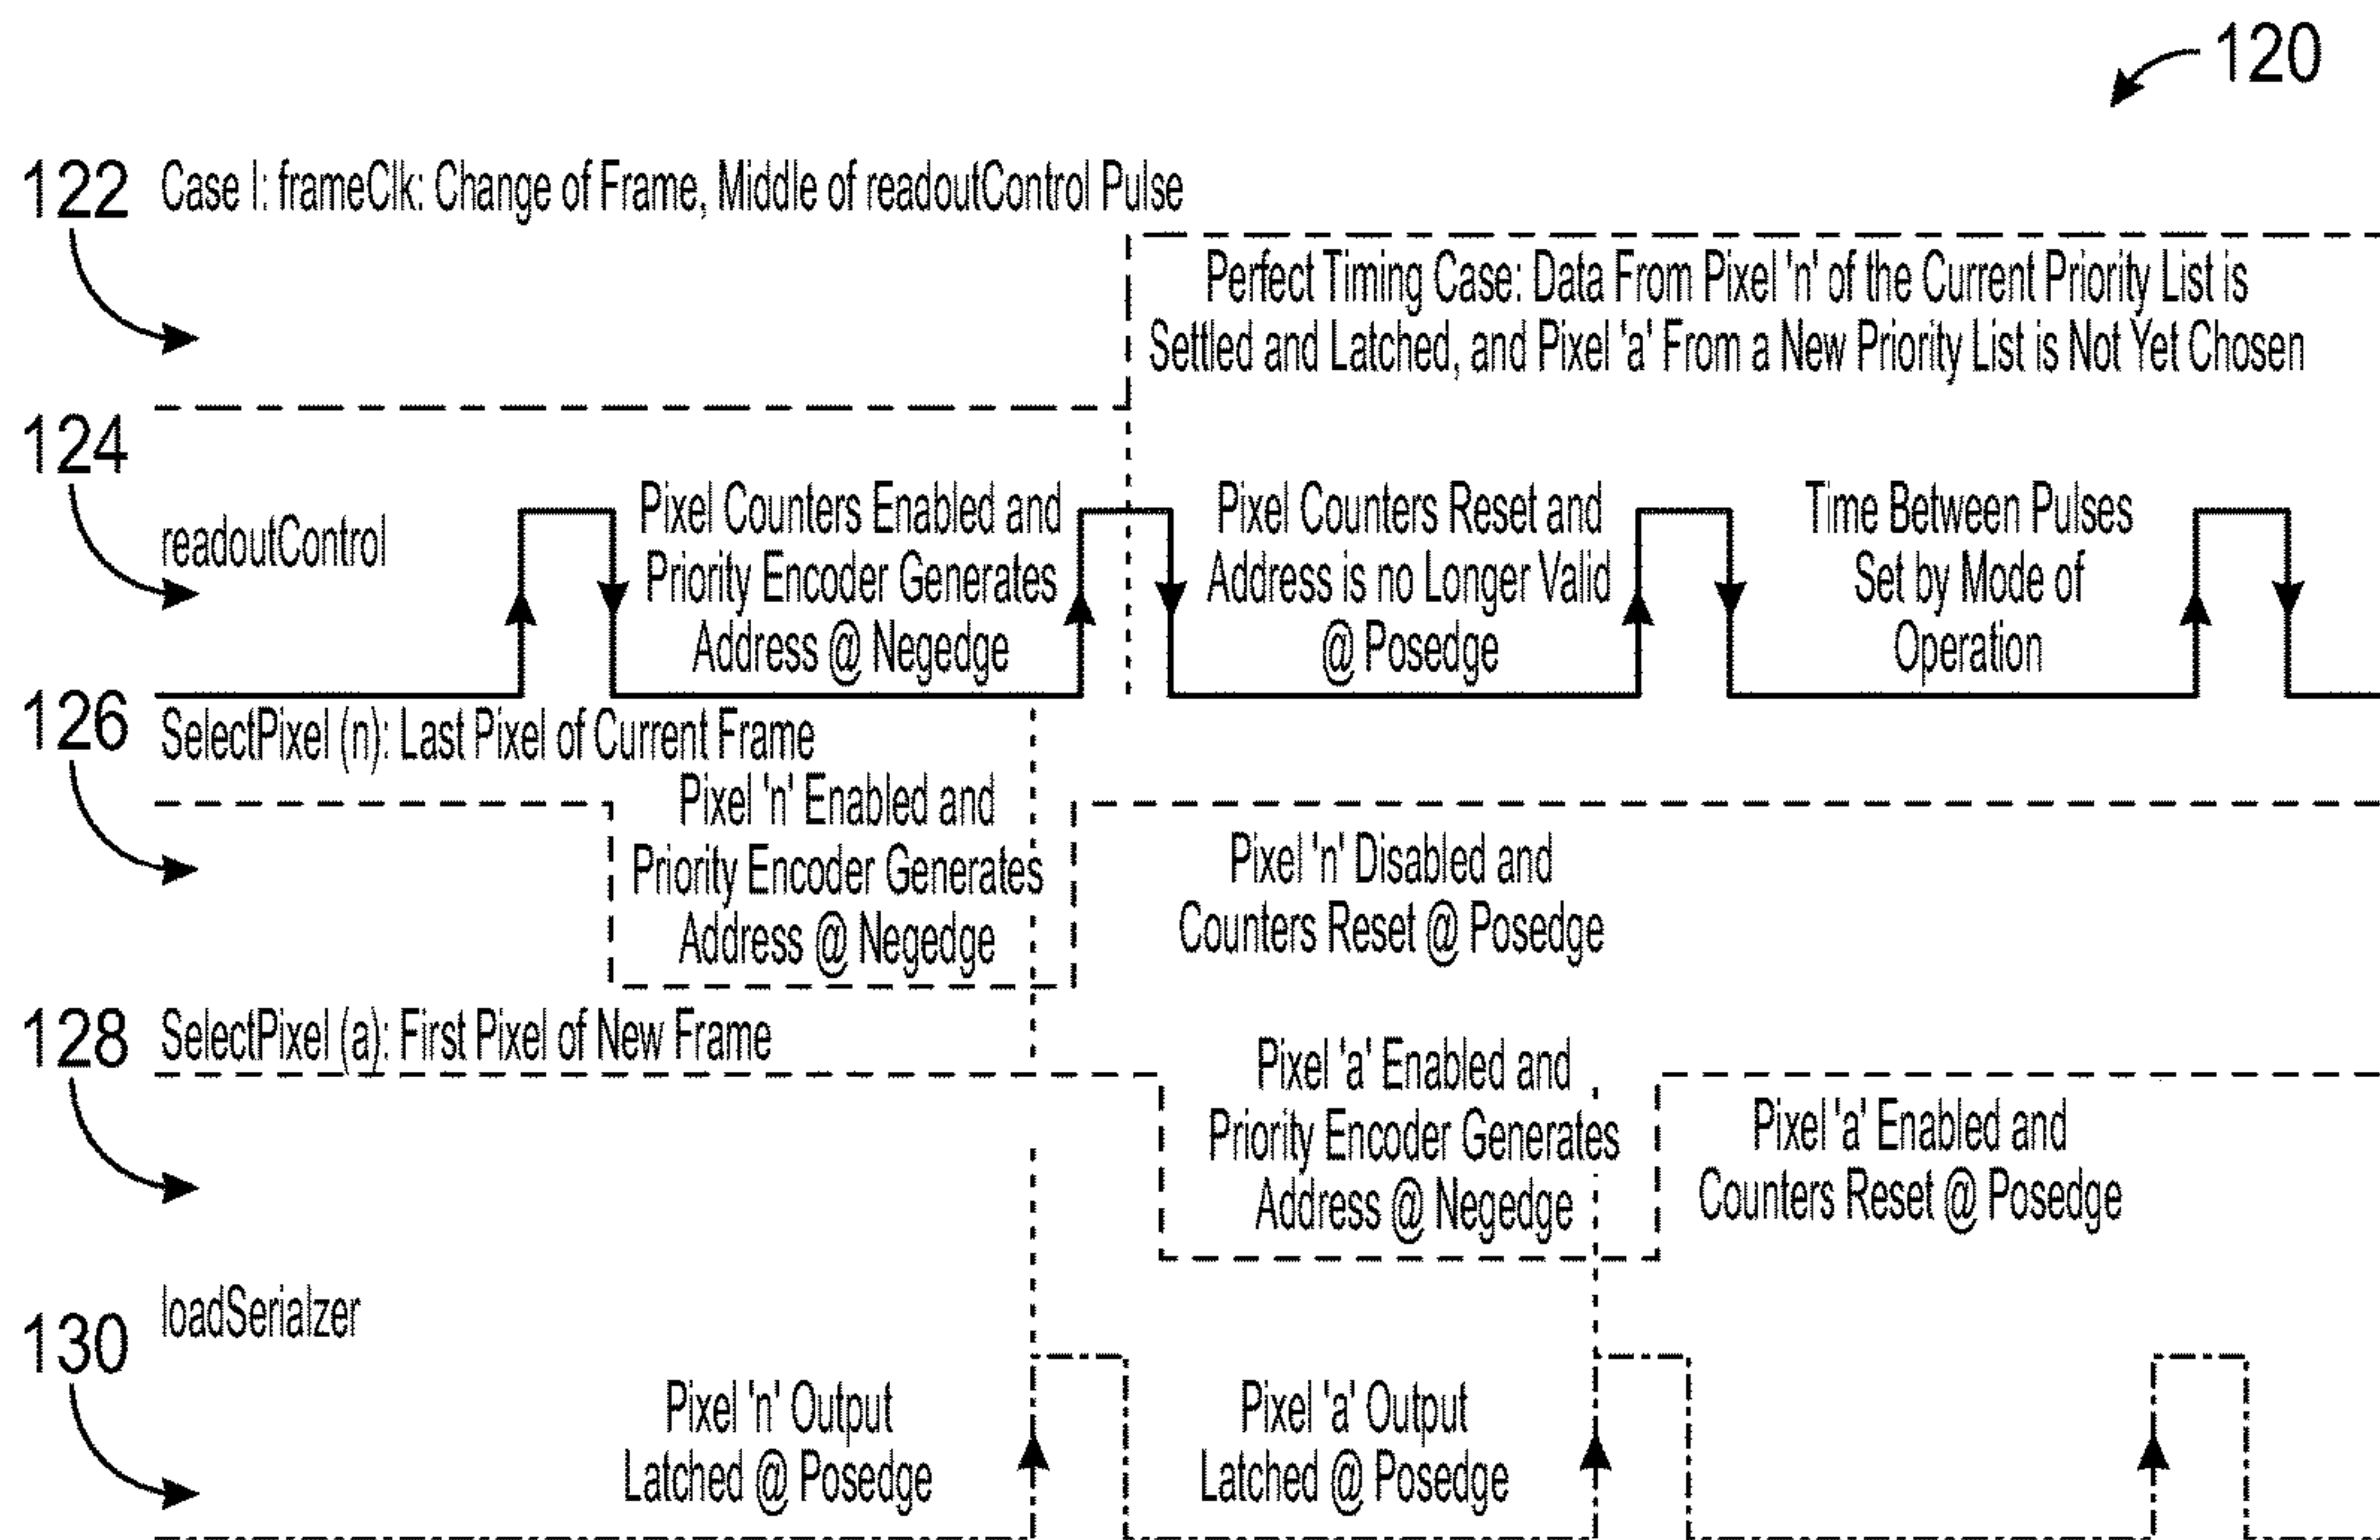 120
122 Case I: frameClk: Change of Frame, Middle of readoutControl Pulse
Perfect Timing Case: Data From Pixel 'n' of the Current Priority List is
Settled and Latched, and Pixel 'a' From a New Priority List is Not Yet Chosen
124
readoutControl
Pixel Counters Enabled and
Priority Encoder Generates
Address @ Negedge
Pixel Counters Reset and
Address is no Longer Valid
@ Posedge
Time Between Pulses
Set by Mode of
Operation
126 SelectPixel (n): Last Pixel of Current Frame
Pixel 'n' Enabled and
Priority Encoder Generates
Address @ Negedge
Pixel 'n' Disabled and
Counters Reset @ Posedge
128 SelectPixel (a): First Pixel of New Frame
Pixel 'a' Enabled and
Priority Encoder Generates
Address @ Negedge
Pixel 'a' Enabled and
Counters Reset @ Posedge
130 loadSerialzer
Pixel 'n' Output
Latched @ Posedge
Pixel 'a' Output
Latched @ Posedge